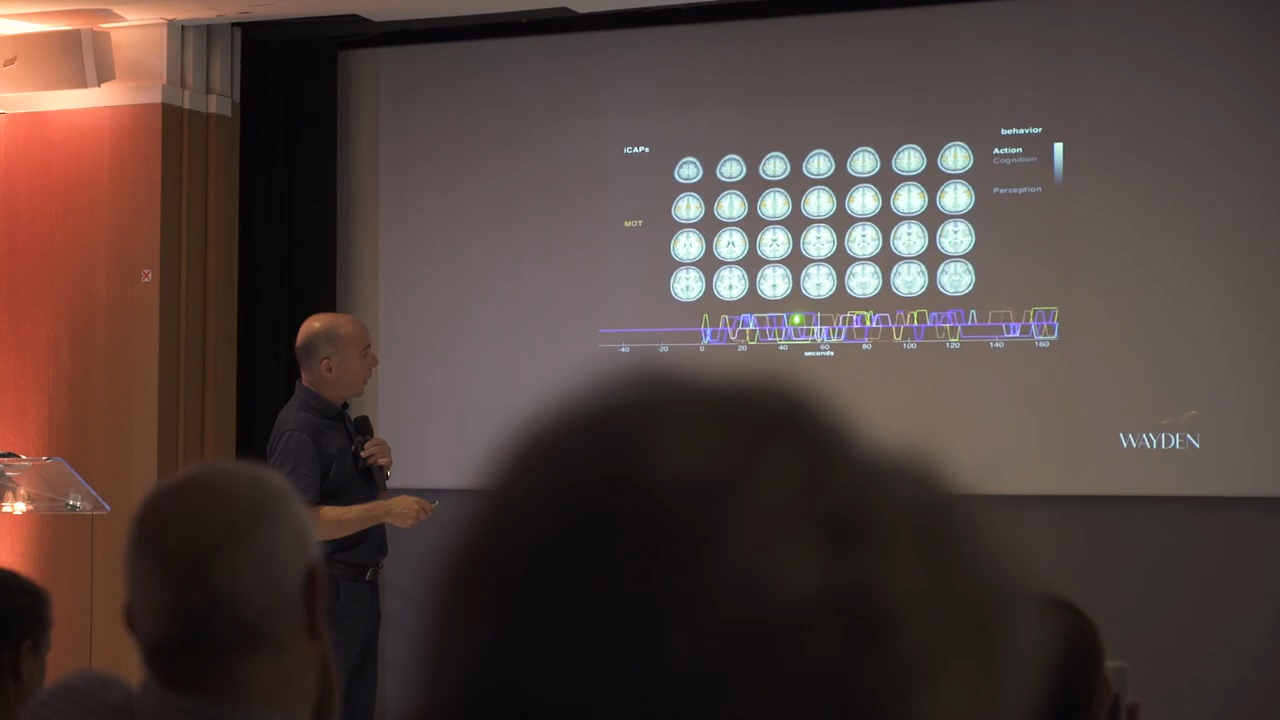 behavior
iCAPs
Action
Cognition
Perception
MOT
-40 -20 0 20 40 60 80 100 120 140 160
seconds
WAYDEN